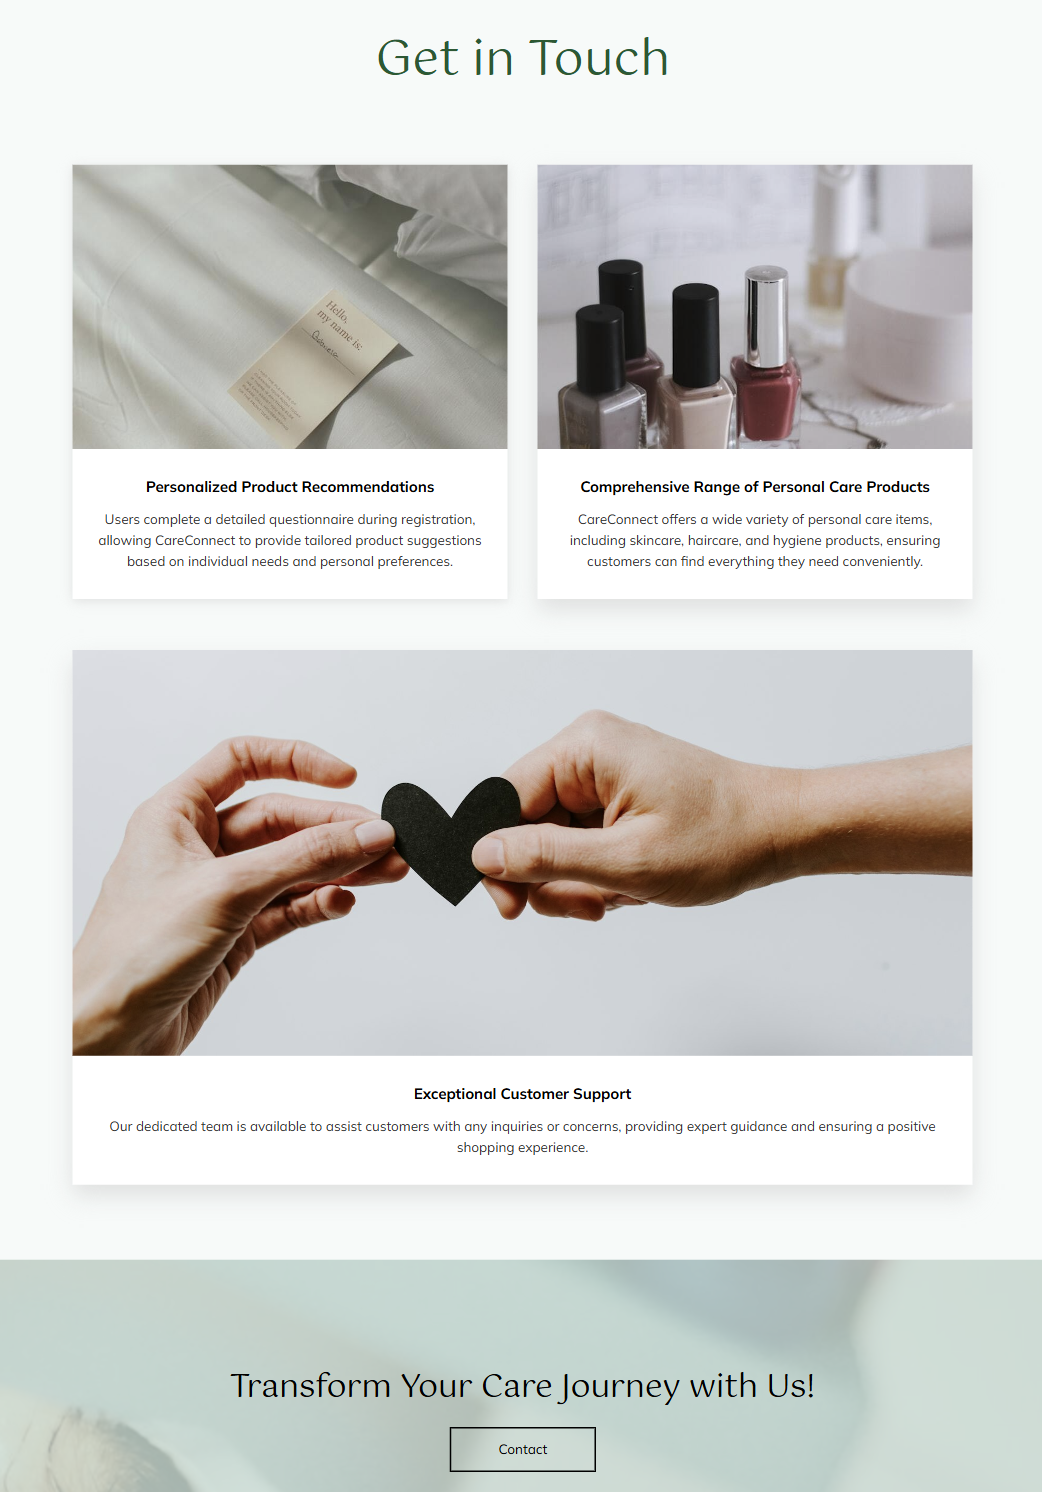 Get in Touch
Hello,
my name is:
Personalized Product Recommendations
Users complete a detailed questionnaire during registration,
allowing CareConnect to provide tailored product suggestions
based on individual needs and personal preferences.
Comprehensive Range of Personal Care Products
CareConnect offers a wide variety of personal care items,
including skincare, haircare, and hygiene products, ensuring
customers can find everything they need conveniently.
Exceptional Customer Support
Our dedicated team is available to assist customers with any inquiries or concerns, providing expert guidance and ensuring a positive
shopping experience.
Transform Your Care Journey with Us!
Contact